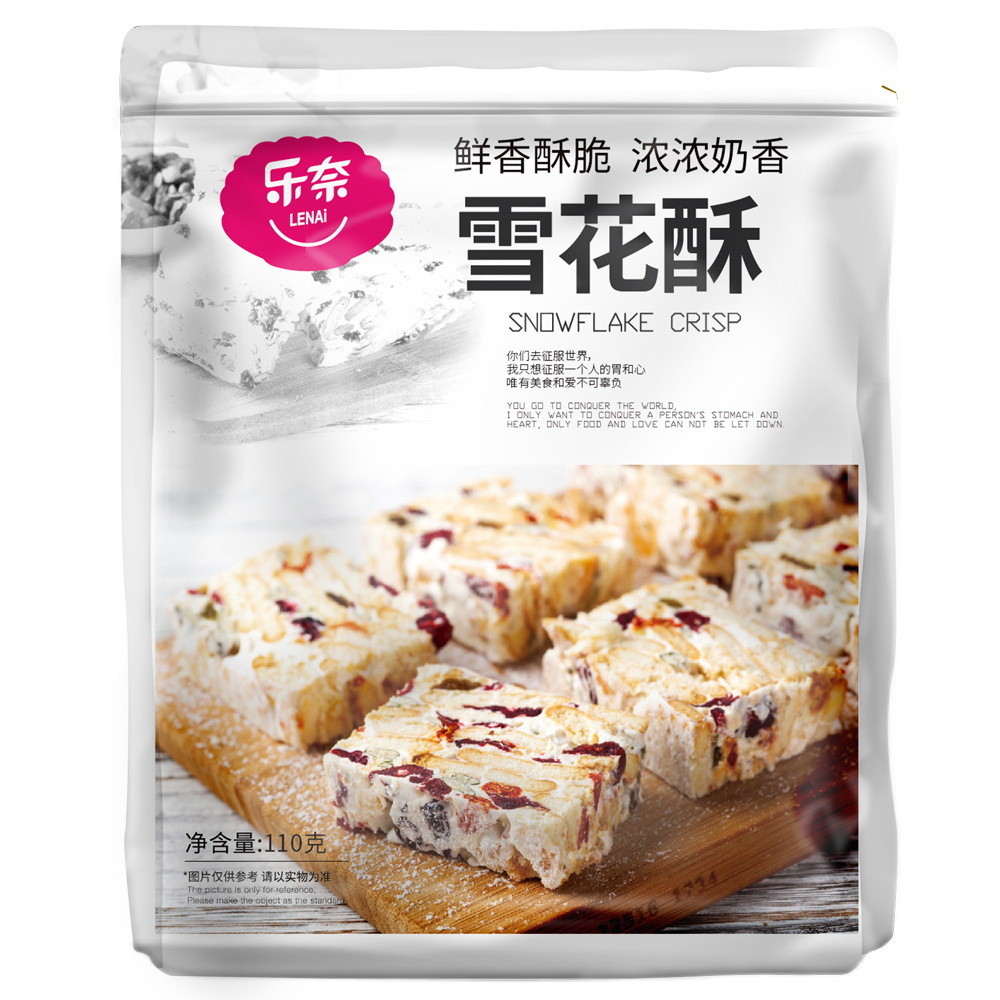 乐奈
LENAi
鲜香酥脆 浓浓奶香
雪花酥
SNOWFLAKE CRISP
你们去征服世界,
我只想征服一个人的胃和心
唯有美食和爱不可辜负
YOU GO TO CONQUER THE WORLD,
I ONLY WANT TO CONQUER A PERSON'S STOMACH AND
HEART, ONLY FOOD AND LOVE CAN NOT BE LET DOWN.
净含量:110克
*图片仅供参考 请以实物为准
The picture is only for reference,
Please make the object as the standard